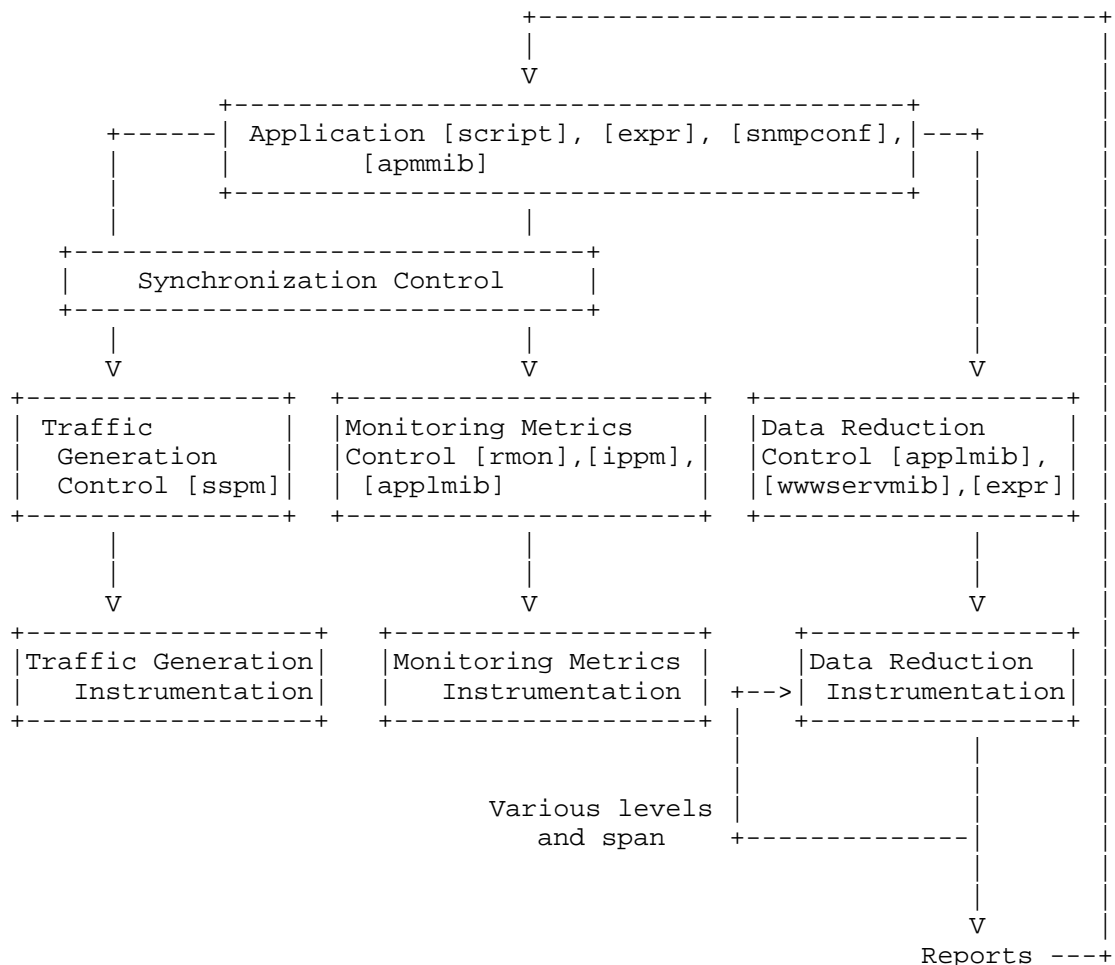 Application [script], [expr], [snmpconf],
[apmmib]
Synchronization Control
Traffic
Generation
Control [sspm]
Monitoring Metrics
Control [rmon],[ippm],
[applmib]
Data Reduction
Control [applmib],
[wwwservmib],[expr]
Traffic Generation
Instrumentation
Monitoring Metrics
Instrumentation
Data Reduction
Instrumentation
Various levels
and span
Reports